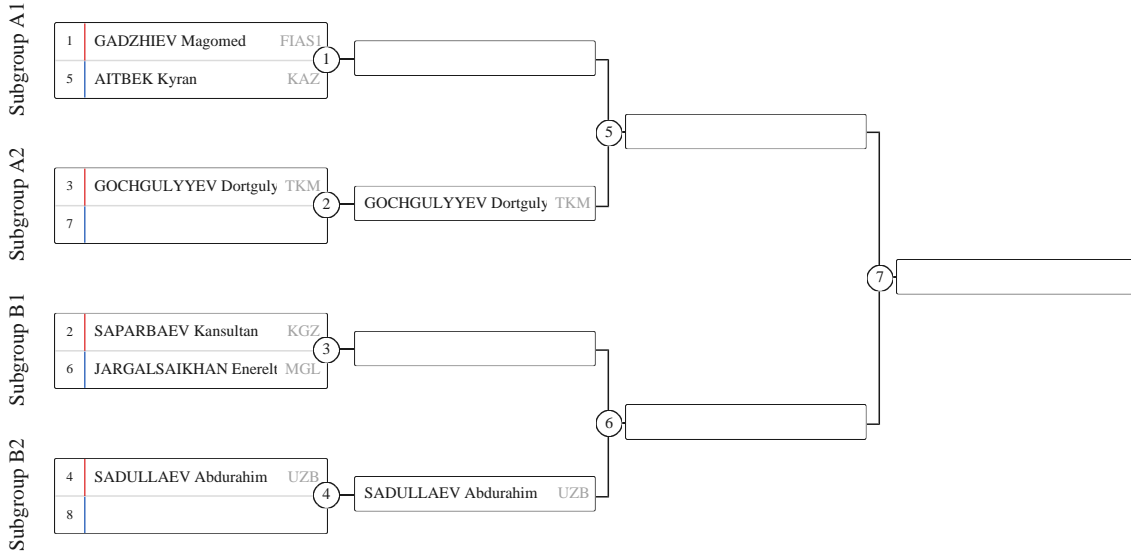 Subgroup A1
1 GADZHIEV Magomed FIAS1
1
5 AITBEK Kyran KAZ
5
Subgroup A2
3 GOCHGULYYEV Dortguly TKM
2
GOCHGULYYEV Dortguly TKM
7
7
Subgroup B1
2 SAPARBAEV Kansultan KGZ
3
6 JARGALSAIKHAN Enerelt MGL
6
Subgroup B2
4 SADULLAEV Abdurahim UZB
4
SADULLAEV Abdurahim UZB
8